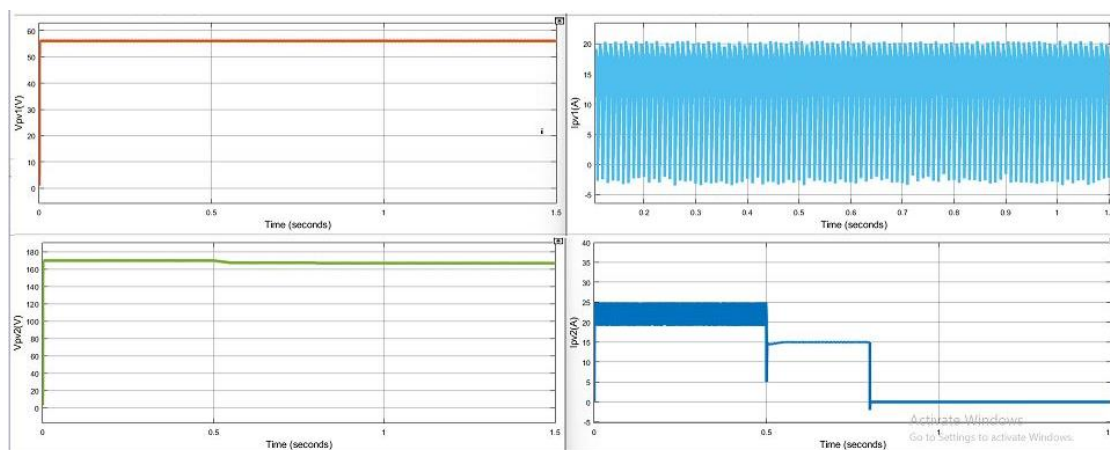 Vpv1(V)
60
50
40
30
20
10
0
0 0.5 1 1.5
Time (seconds)
Ipv1(A)
20
15
10
5
0
-5
0.2 0.3 0.4 0.5 0.6 0.7 0.8 0.9 1
Time (seconds)
Vpv2(V)
180
160
140
120
100
80
60
40
20
0
0 0.5 1 1.5
Time (seconds)
Ipv2(A)
40
35
30
25
20
15
10
5
0
-5
0 0.5 1
Time (seconds)
Activate Windows
Go to Settings to activate Windows.